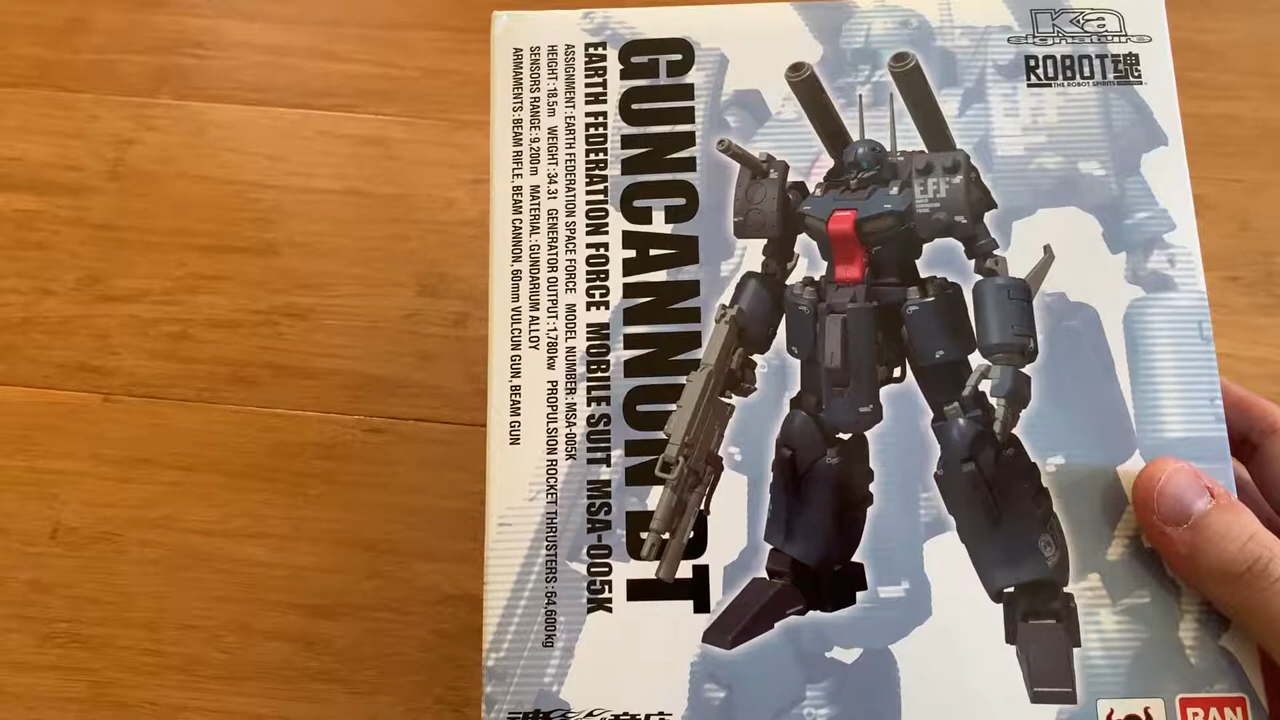 Ka
signature
ROBOT魂
THE ROBOT SPIRITS
GUNCANNON DT
EARTH FEDERATION FORCE MOBILE SUIT MSA-005K
ASSIGNMENT:EARTH FEDERATION SPACE FORCE MODEL NUMBER:MSA-005K
HEIGHT:18.5m WEIGHT:34.3t GENERATOR OUTPUT:1,780kw PROPULSION ROCKET THRUSTERS:64,600kg
SENSORS RANGE:9,200m MATERIAL:GUNDARIUM ALLOY
ARMAMENTS:BEAM RIFLE, BEAM CANNON, 60mm VULCUN GUN, BEAM GUN
EFF
BAN